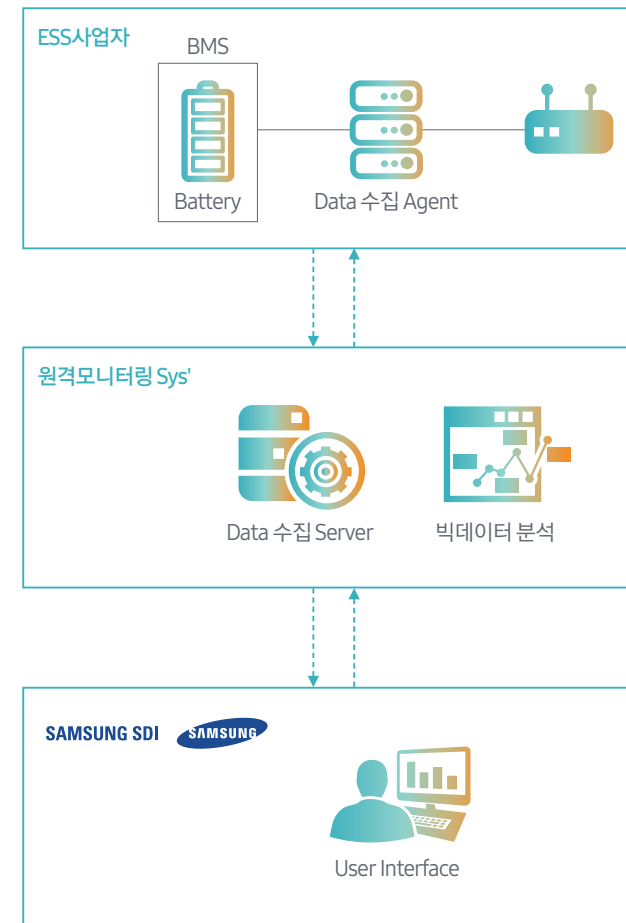 ESS사업자
BMS
Battery
Data 수집 Agent
원격모니터링 Sys'
Data 수집 Server
빅데이터 분석
SAMSUNG SDI
SAMSUNG
User Interface